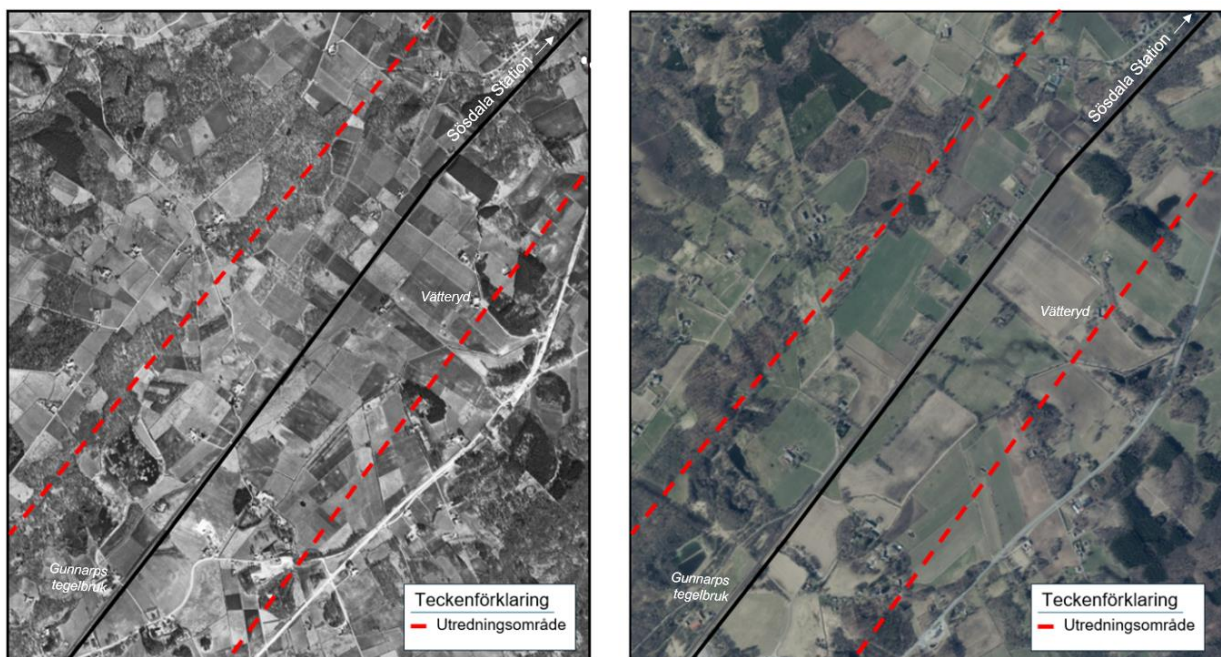 Sösdala Station
Vätteryd
Gunnarps
tegelbruk
Teckenförklaring
Utredningsområde
Sösdala Station
Vätteryd
Gunnarps
tegelbruk
Teckenförklaring
Utredningsområde